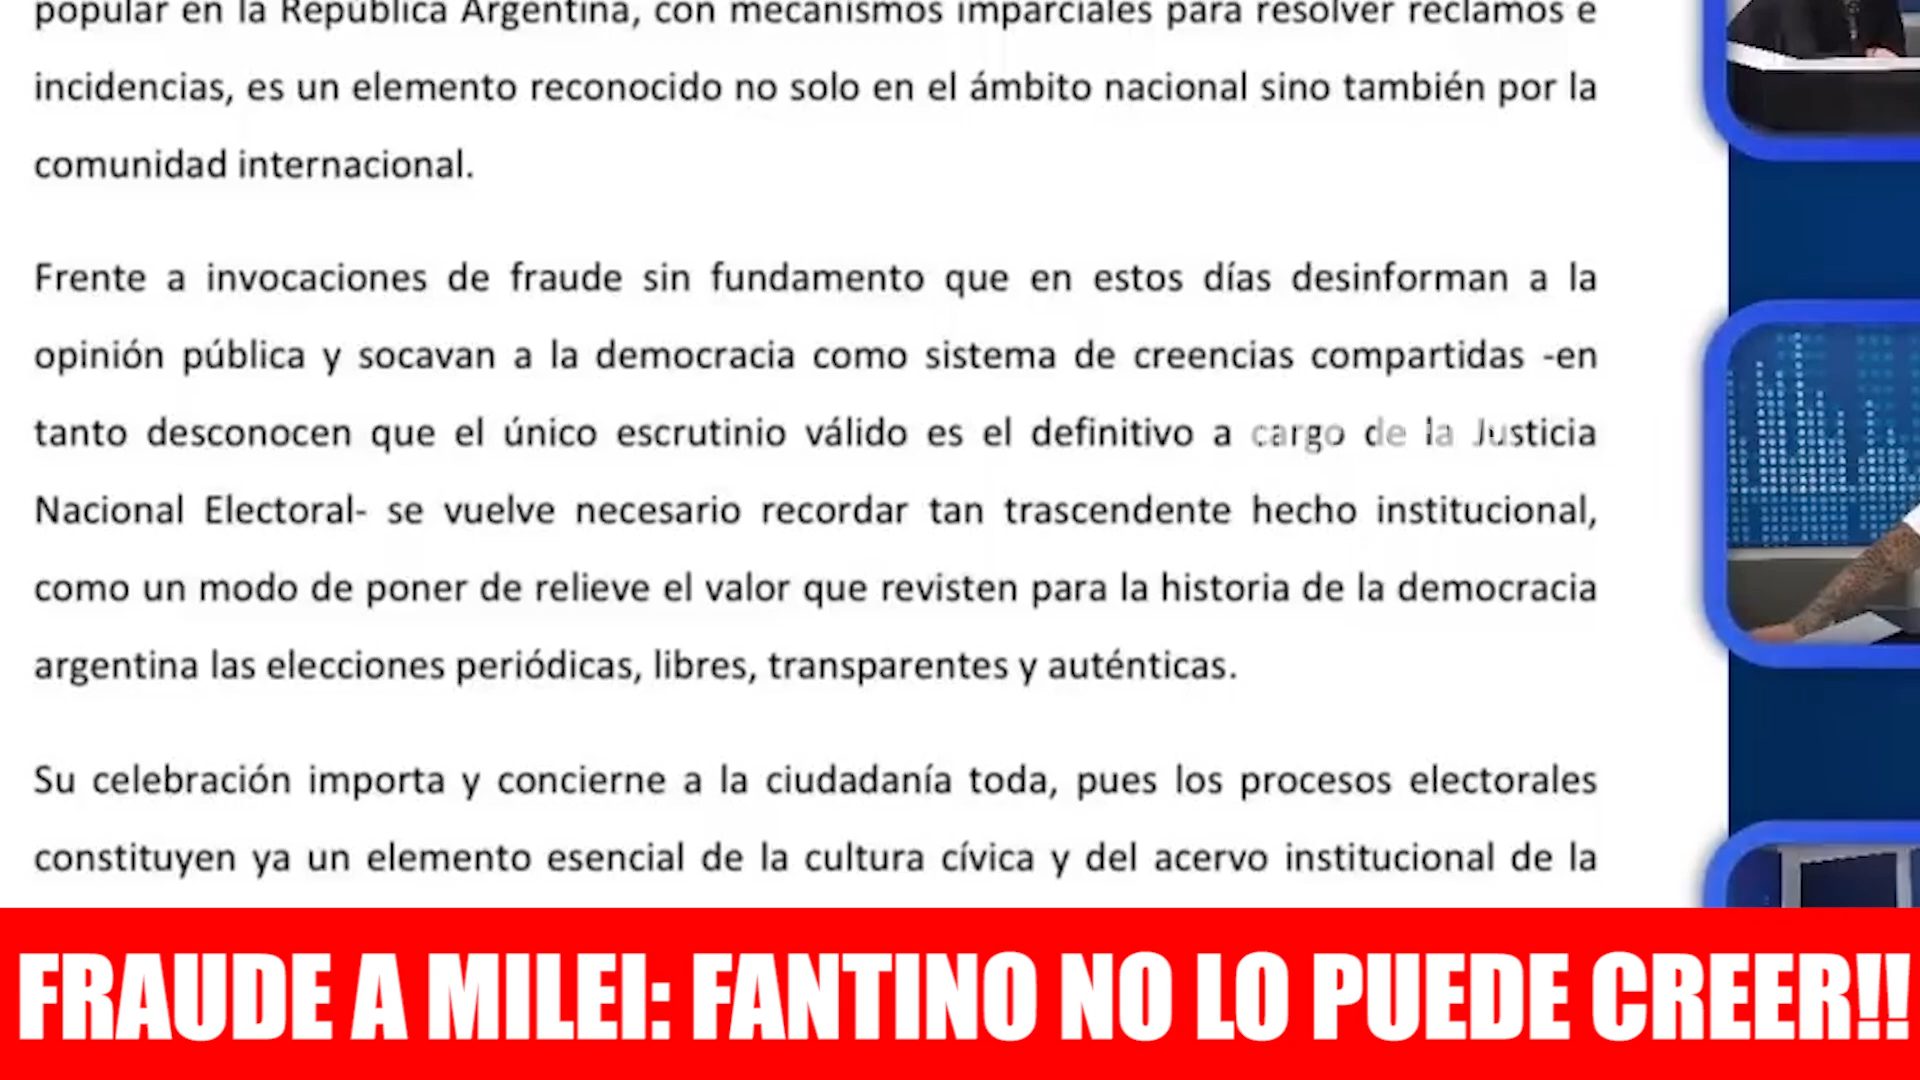 popular en la República Argentina, con mecanismos imparciales para resolver reclamos e
incidencias, es un elemento reconocido no solo en el ámbito nacional sino también por la
comunidad internacional.
Frente a invocaciones de fraude sin fundamento que en estos días desinforman a la
opinión pública y socavan a la democracia como sistema de creencias compartidas -en
tanto desconocen que el único escrutinio válido es el definitivo a cargo de la Justicia
Nacional Electoral- se vuelve necesario recordar tan trascendente hecho institucional,
como un modo de poner de relieve el valor que revisten para la historia de la democracia
argentina las elecciones periódicas, libres, transparentes y auténticas.
Su celebración importa y concierne a la ciudadanía toda, pues los procesos electorales
constituyen ya un elemento esencial de la cultura cívica y del acervo institucional de la
FRAUDE A MILEI: FANTINO NO LO PUEDE CREER!!